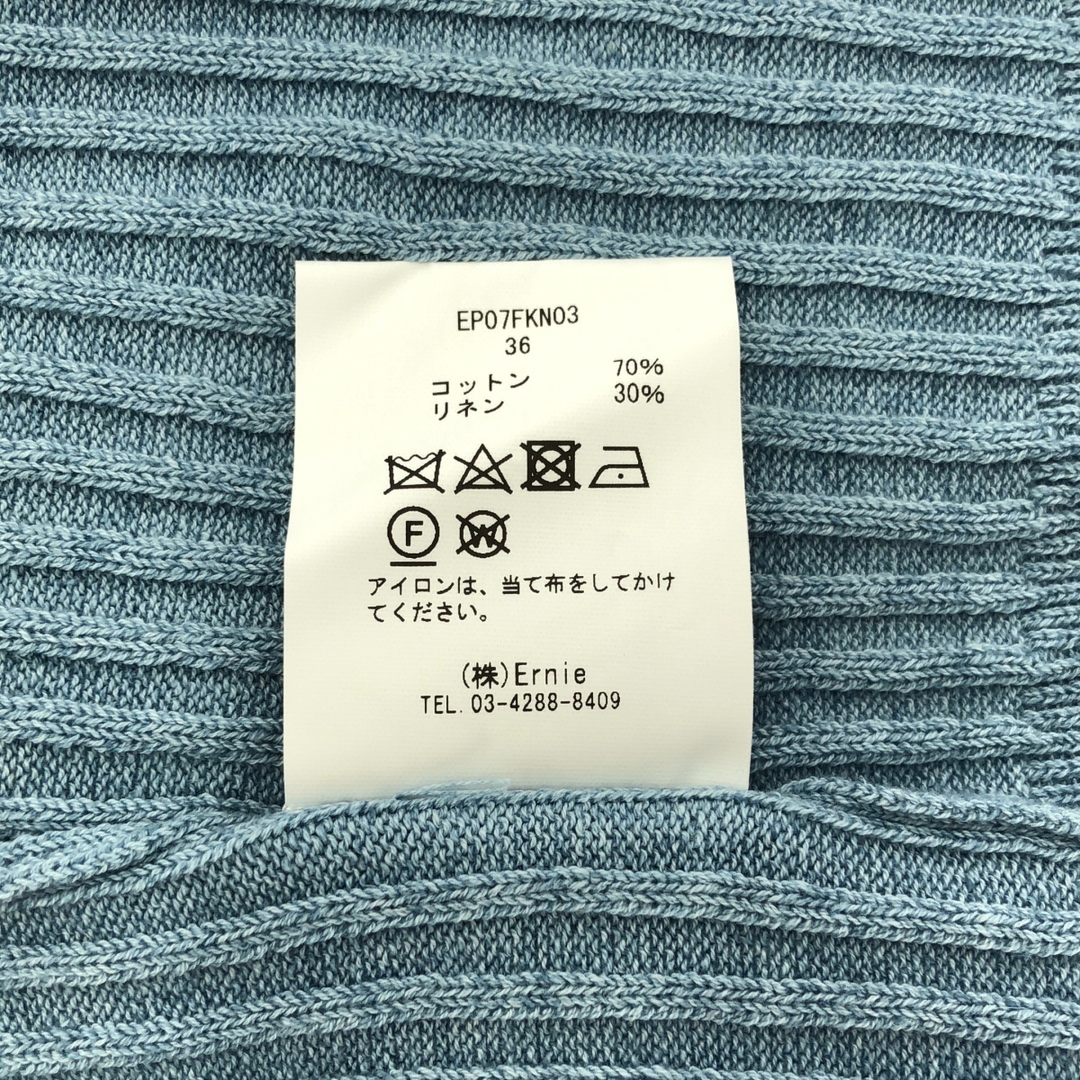 EP07FKN03
36
コットン 70%
リネン 30%
F W
アイロンは、当て布をしてかけ
てください。
(株)Ernie
TEL.03-4288-8409